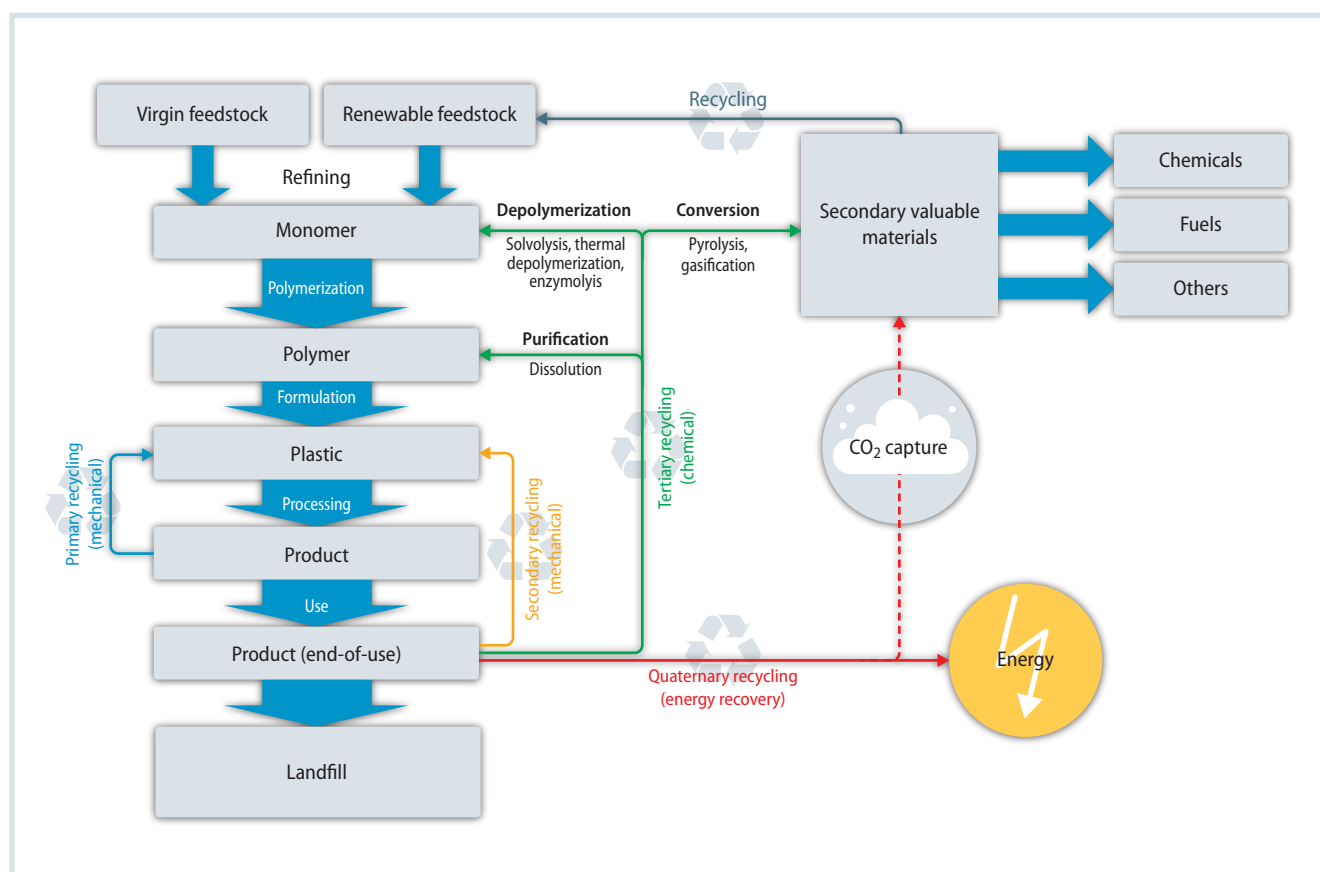 Virgin feedstock
Renewable feedstock
Recycling
Refining
Monomer
Depolymerization
Solvolysis, thermal
depolymerization,
enzymolyis
Conversion
Pyrolysis,
gasification
Secondary valuable
materials
Chemicals
Fuels
Others
Polymerization
Polymer
Purification
Dissolution
Formulation
Plastic
Processing
Product
Use
Product (end-of-use)
Landfill
Primary recycling
(mechanical)
Secondary recycling
(mechanical)
Tertiary recycling
(chemical)
CO₂ capture
Quaternary recycling
(energy recovery)
Energy